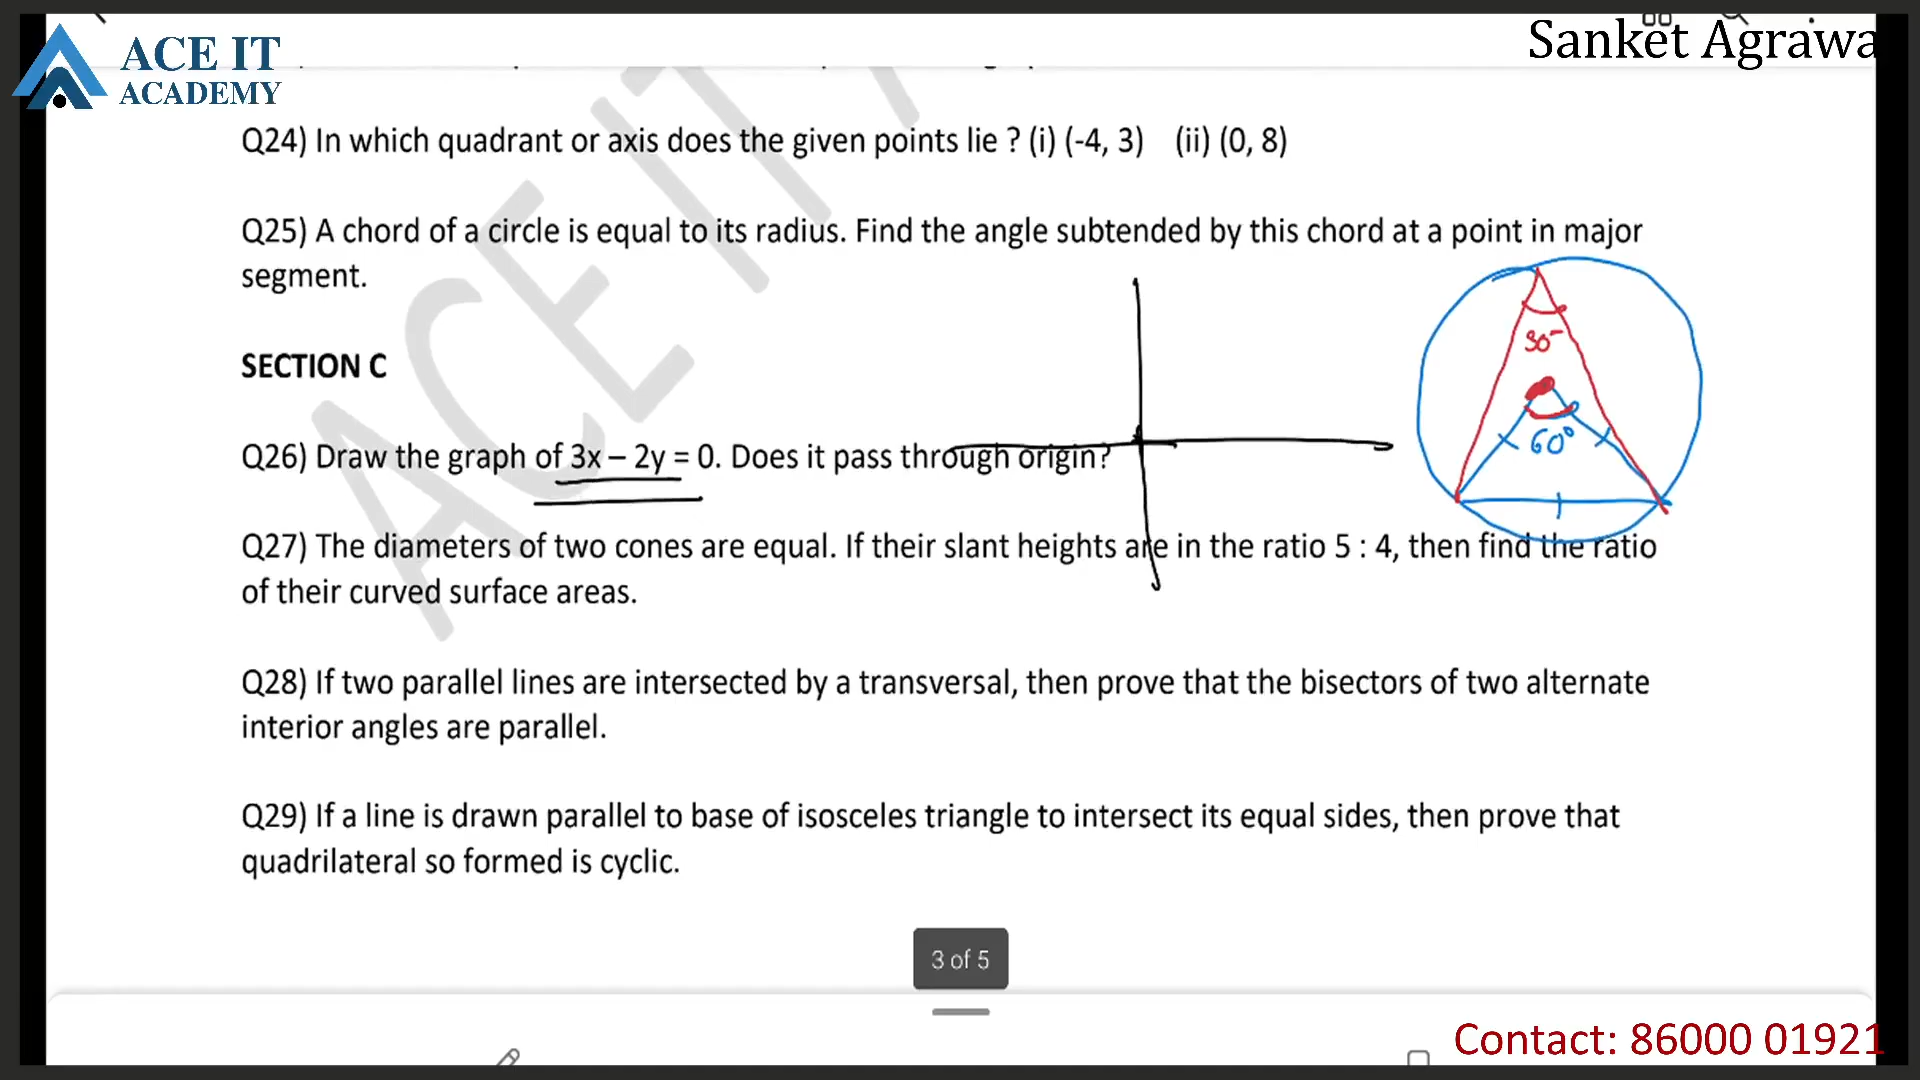 ACE IT
ACADEMY
Sanket Agrawa
Q24) In which quadrant or axis does the given points lie ? (i) (-4, 3) (ii) (0, 8)
Q25) A chord of a circle is equal to its radius. Find the angle subtended by this chord at a point in major
segment.
30°
SECTION C
60°
Q26) Draw the graph of 3x – 2y = 0. Does it pass through origin?
Q27) The diameters of two cones are equal. If their slant heights are in the ratio 5 : 4, then find the ratio
of their curved surface areas.
Q28) If two parallel lines are intersected by a transversal, then prove that the bisectors of two alternate
interior angles are parallel.
Q29) If a line is drawn parallel to base of isosceles triangle to intersect its equal sides, then prove that
quadrilateral so formed is cyclic.
3 of 5
Contact: 86000 01921
ACE IT